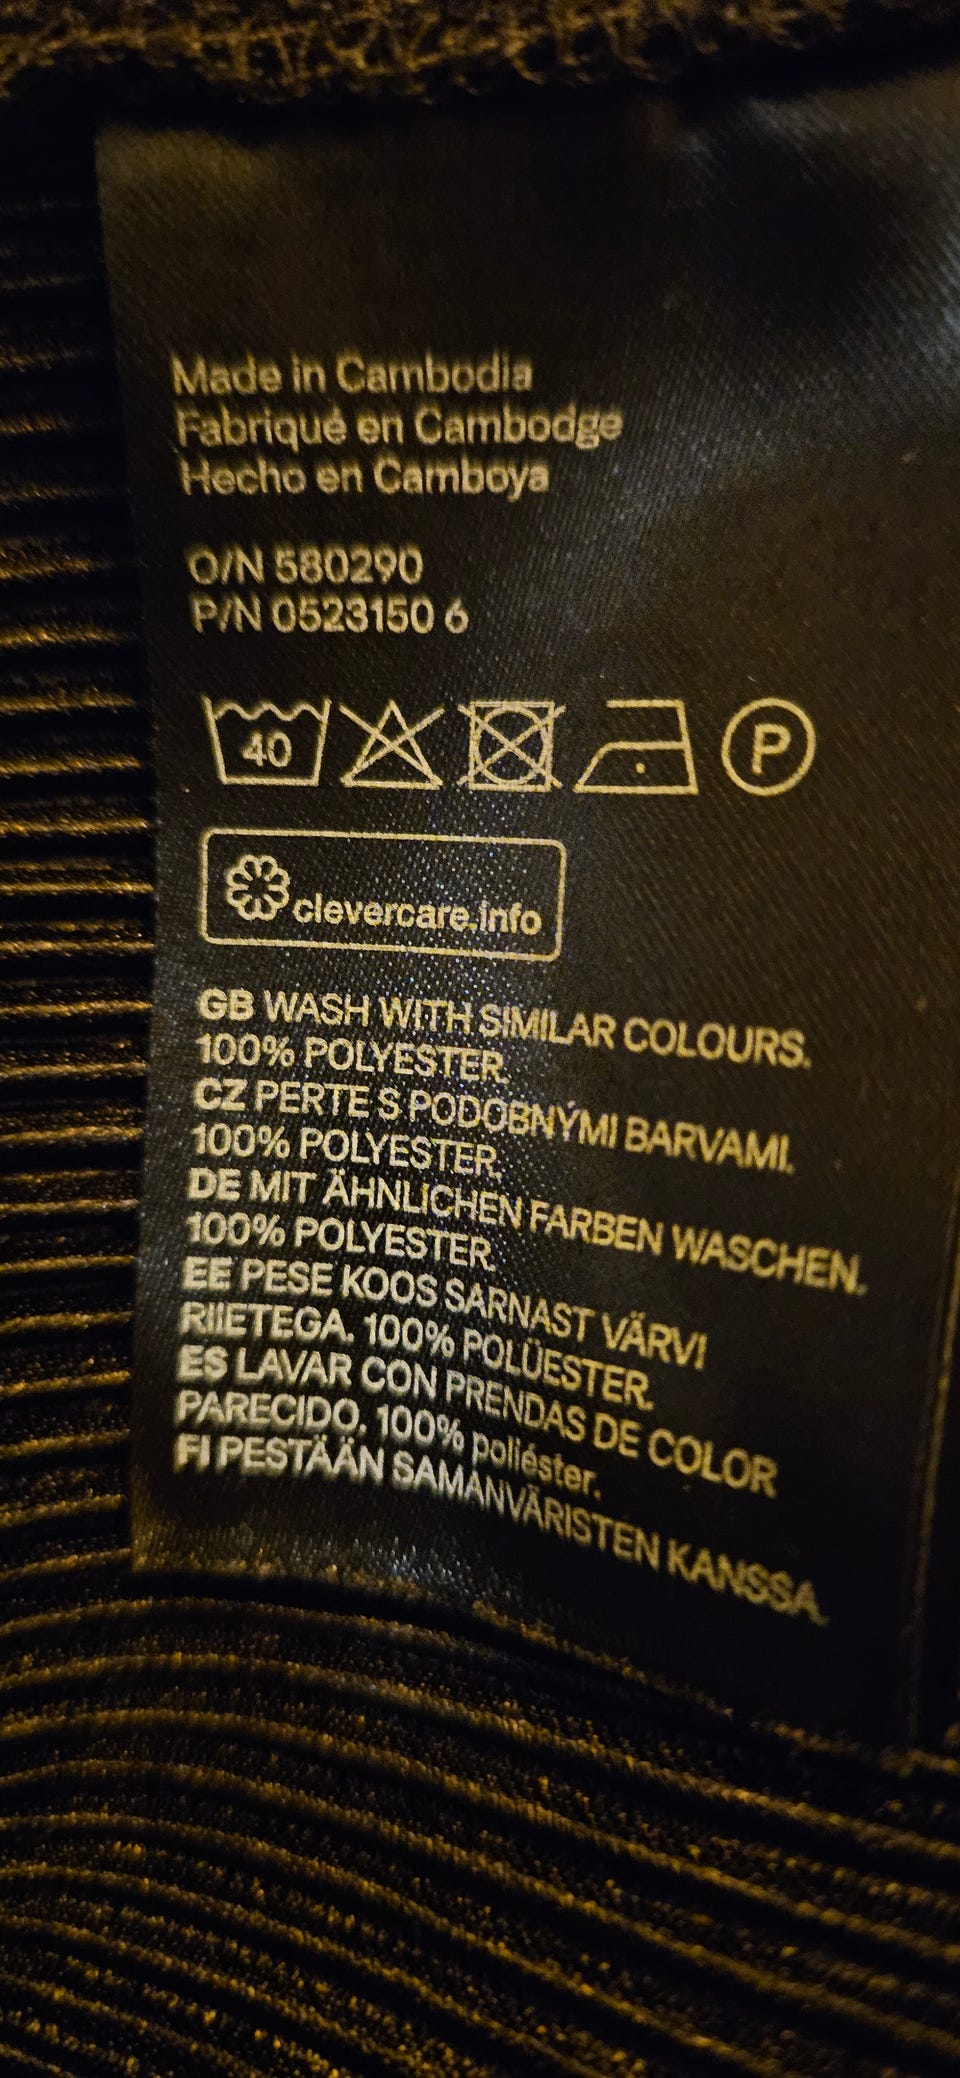 Made in Cambodia
Fabriqué en Cambodge
Hecho en Camboya
O/N 580290
P/N 0523150 6
40 P
clevercare.info
GB WASH WITH SIMILAR COLOURS.
100% POLYESTER.
CZ PERTE S PODOBNÝMI BARVAMI.
100% POLYESTER.
DE MIT ÄHNLICHEN FARBEN WASCHEN.
100% POLYESTER.
EE PESE KOOS SARNAST VÄRVI
RIIETEGA. 100% POLÜESTER.
ES LAVAR CON PRENDAS DE COLOR
PARECIDO. 100% poliéster.
FI PESTÄÄN SAMANVÄRISTEN KANSSA.